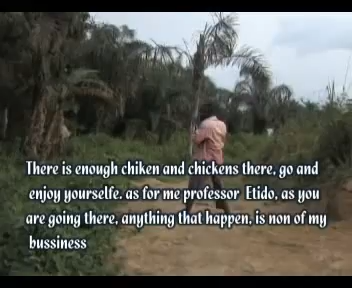 There is enough chiken and chickens there, go and
enjoy yourselfe. as for me professor Etido, as you
are going there, anything that happen, is non of my
bussiness